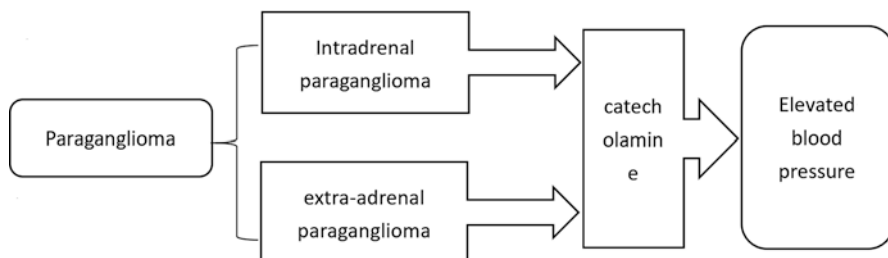 Paraganglioma
Intradrenal
paraganglioma
extra-adrenal
paraganglioma
catech
olamin
e
Elevated
blood
pressure